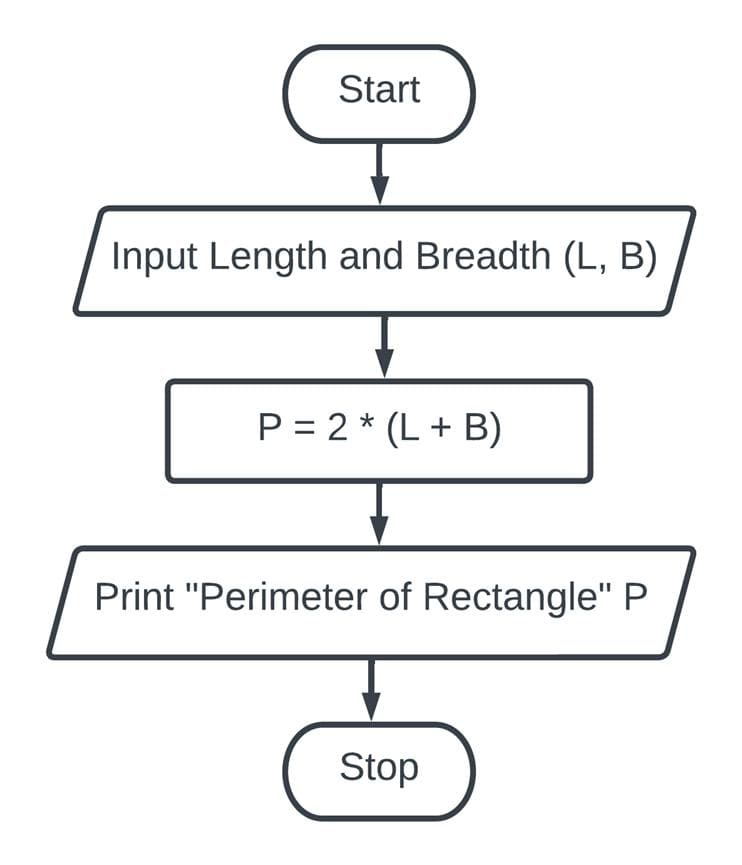 Start
Input Length and Breadth (L, B)
P = 2 * (L + B)
Print "Perimeter of Rectangle" P
Stop